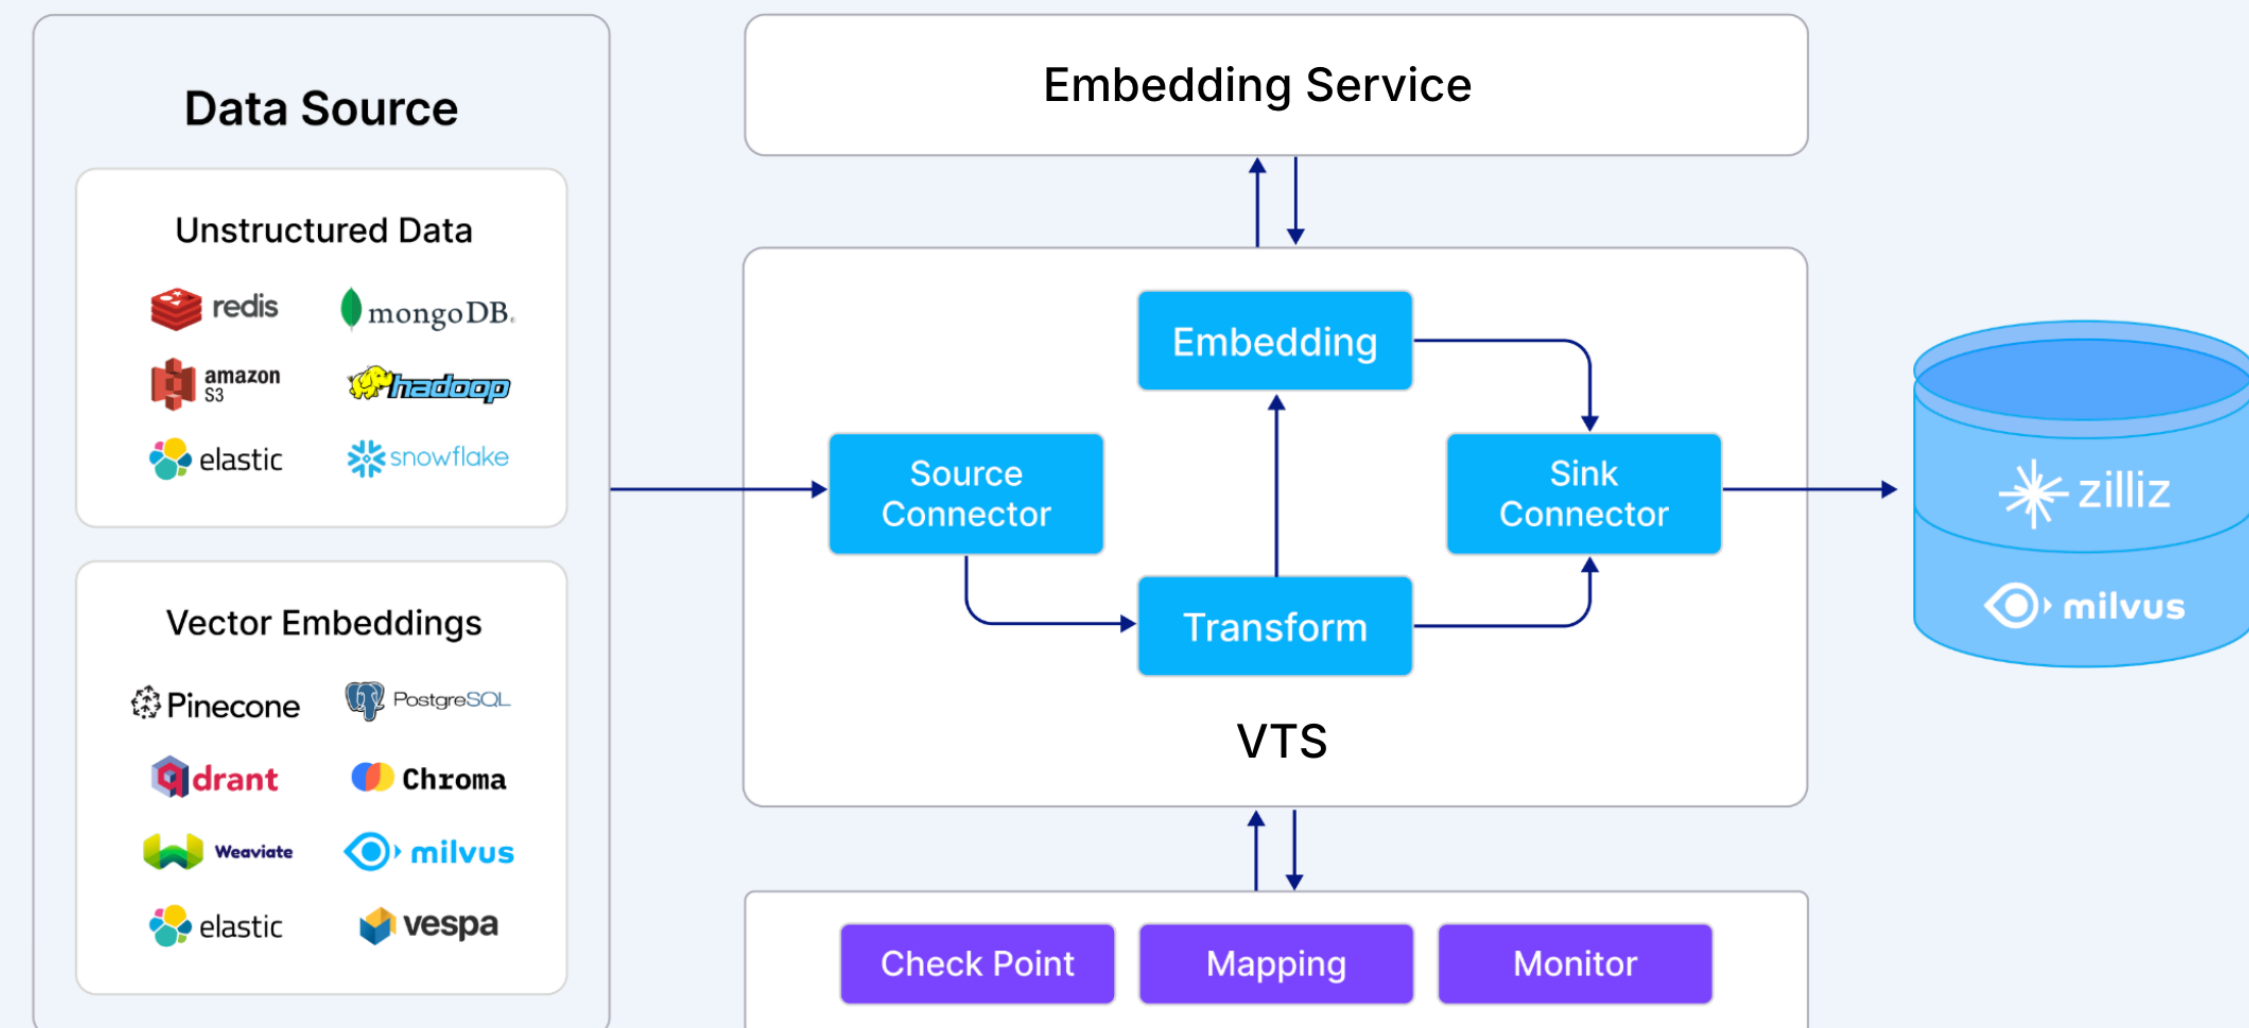 Data Source
Unstructured Data
redis
mongoDB.
amazon
S3
hadoop
elastic
snowflake
Vector Embeddings
Pinecone
PostgreSQL
qdrant
Chroma
Weaviate
milvus
elastic
vespa
Embedding Service
Embedding
Source
Connector
Sink
Connector
Transform
VTS
Check Point
Mapping
Monitor
zilliz
milvus